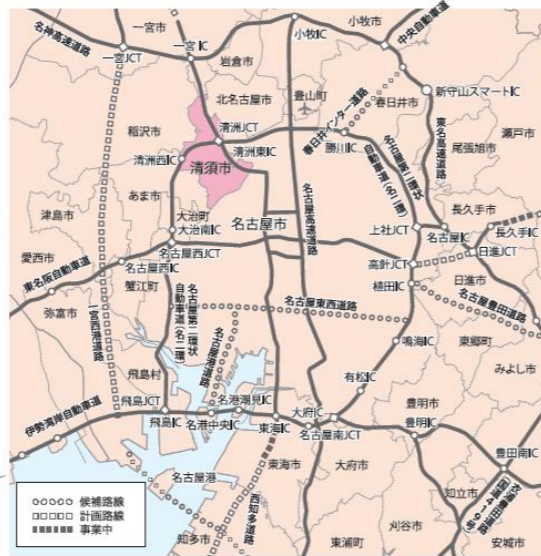 名神高速道路
一宮市
一宮IC
一宮JCT
岩倉市
小牧IC
小牧市
中央自動車道
北名古屋市
豊山町
春日井インター道路
春日井市
新守山スマートIC
稲沢市
清洲JCT
清洲東IC
清洲西IC
清須市
勝川IC
名古屋第二環状
自動車道(名二環)
東名高速道路
瀬戸市
尾張旭市
あま市
津島市
大治町
大治南IC
名古屋市
名古屋高速道路
上社JCT
名古屋IC
長久手市
長久手IC
日進JCT
愛西市
名古屋西JCT
名古屋西IC
東名阪自動車道
蟹江町
高針JCT
植田IC
日進市
名古屋豊田道路
弥富市
一宮西港道路
名古屋第二環状
自動車道(名二環)
名古屋東西道路
名古屋港道路
鳴海IC
東郷町
みよし市
飛島村
飛島JCT
飛島IC
名港潮見IC
名港中央IC
有松IC
大府IC
名古屋南JCT
豊明市
豊明IC
伊勢湾岸自動車道
東海IC
東海市
大府市
豊田南IC
名古屋港
西知多道路
知多市
東浦町
刈谷市
知立市
衣浦豊田道路
(国道419号)
安城市
候補路線
計画路線
事業中